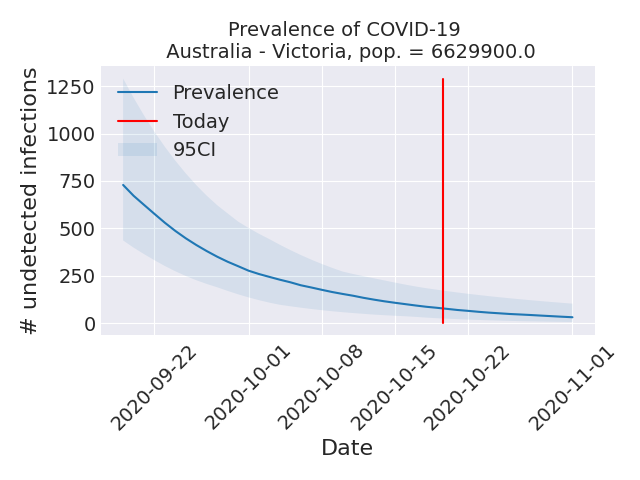 Prevalence of COVID-19
Australia - Victoria, pop. = 6629900.0
# undetected infections
1250
1000
750
500
250
0
Prevalence
Today
95CI
2020-09-22
2020-10-01
2020-10-08
2020-10-15
2020-10-22
2020-11-01
Date